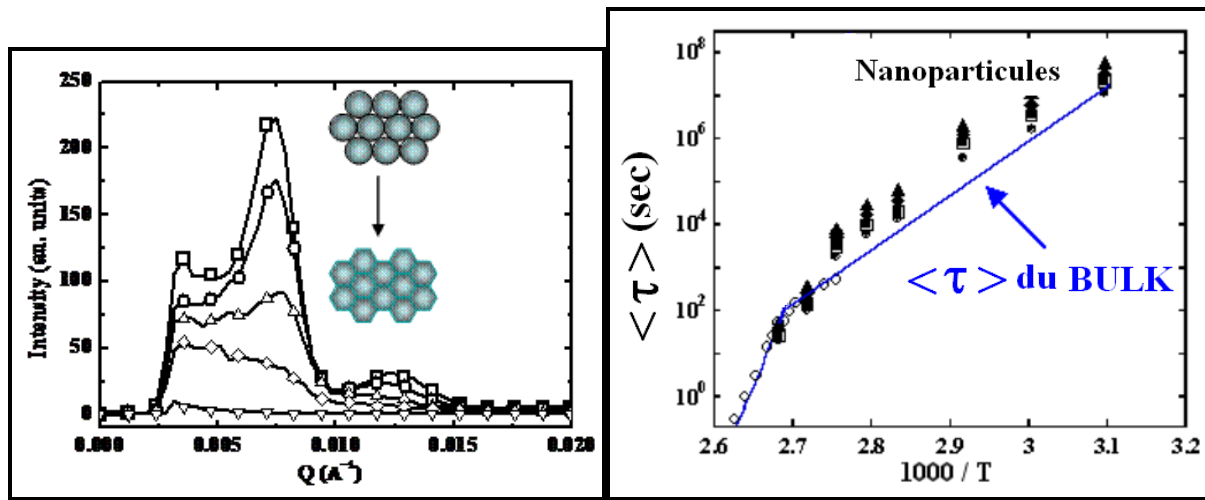 250
200
150
100
50
0
Intensity (en. units)
0.000 0.005 0.010 0.015 0.020
Q (A⁻¹)
10⁸
10⁶
10⁴
10²
10⁰
<τ> (sec)
Nanoparticules
<τ> du BULK
2.6 2.7 2.8 2.9 3 3.1 3.2
1000 / T